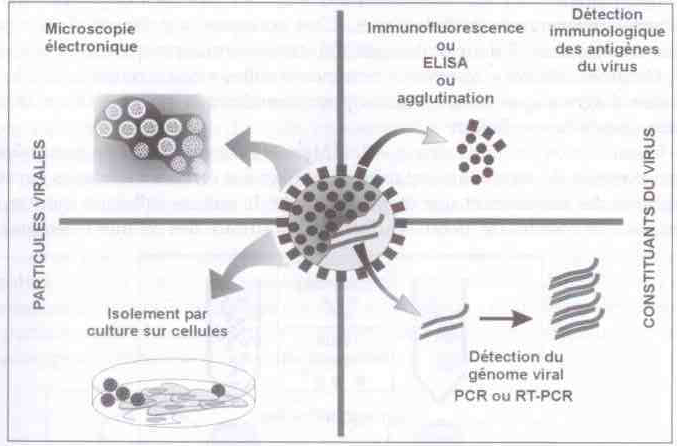 Microscopie
électronique
Immunofluorescence
ou
ELISA
ou
agglutination
Détection
immunologique
des antigènes
du virus
PARTICULES VIRALES
CONSTITUANTS DU VIRUS
Isolement par
culture sur cellules
Détection du
génome viral
PCR ou RT-PCR